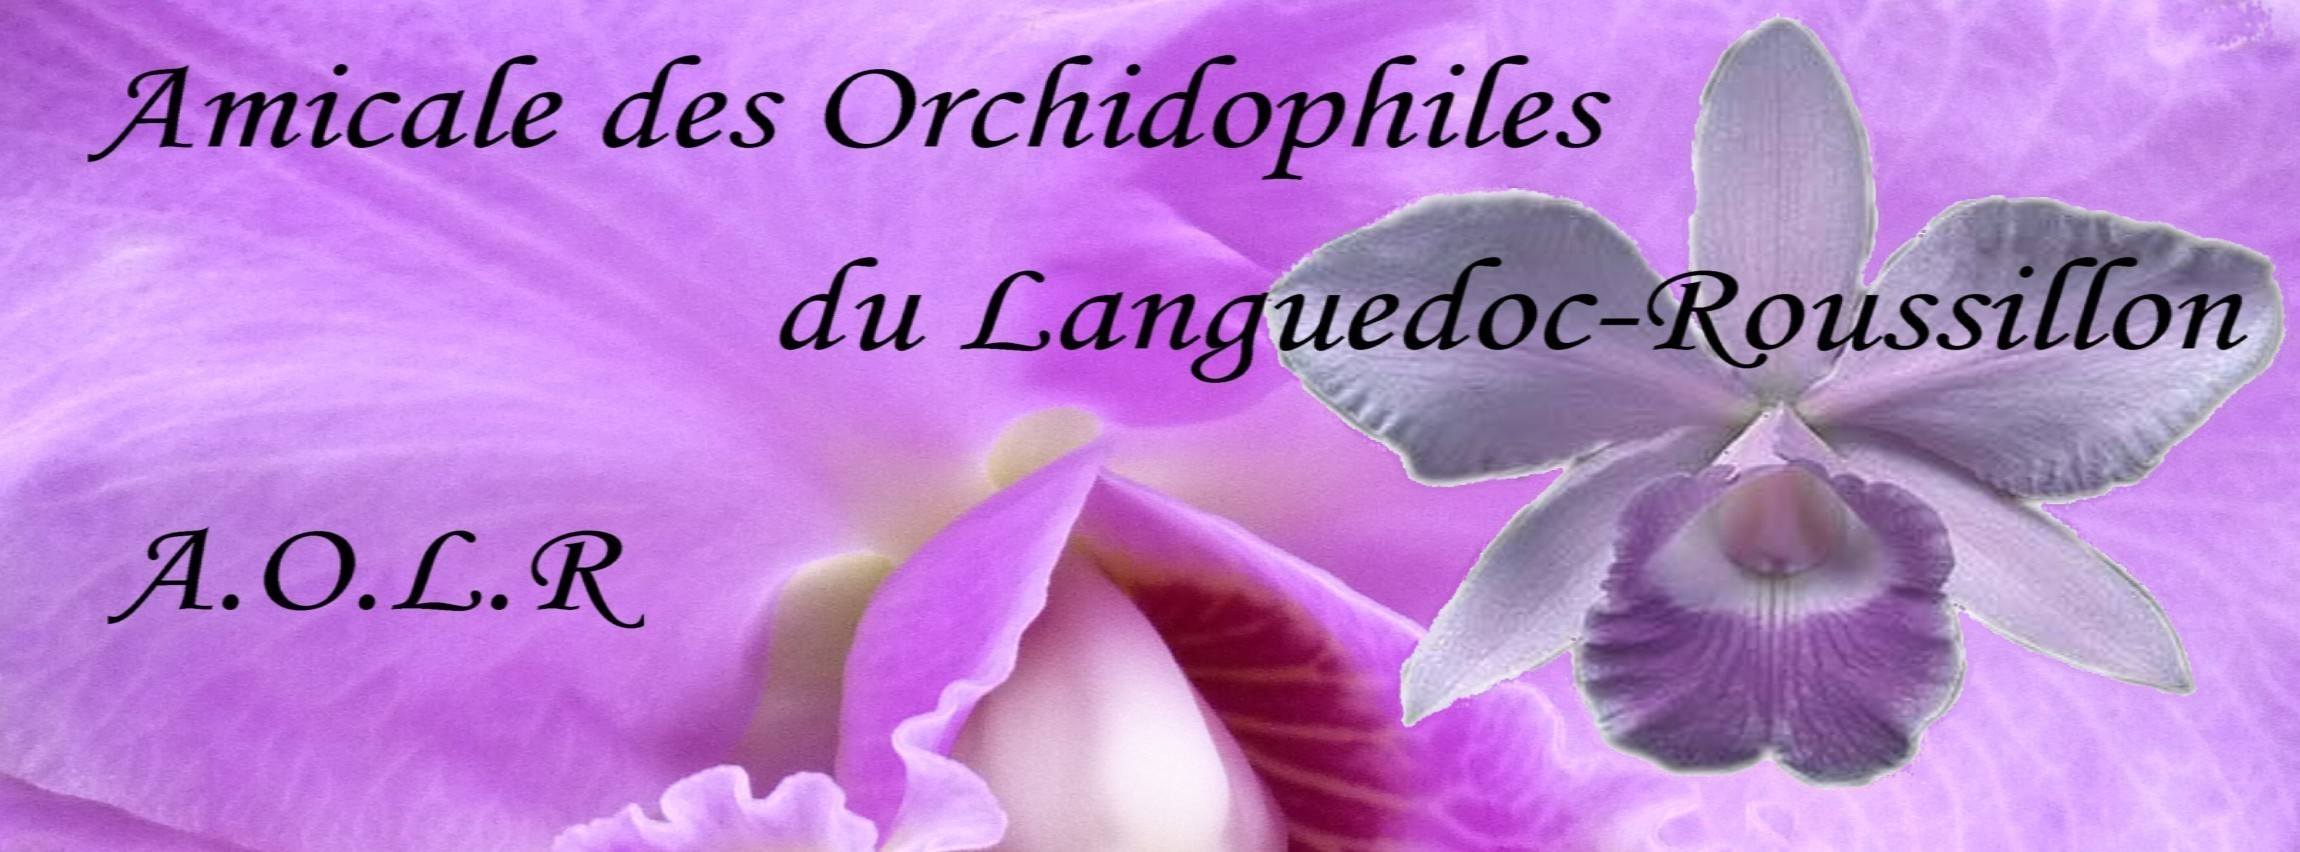 Amicale des Orchidophiles
du Languedoc-Roussillon
A.O.L.R